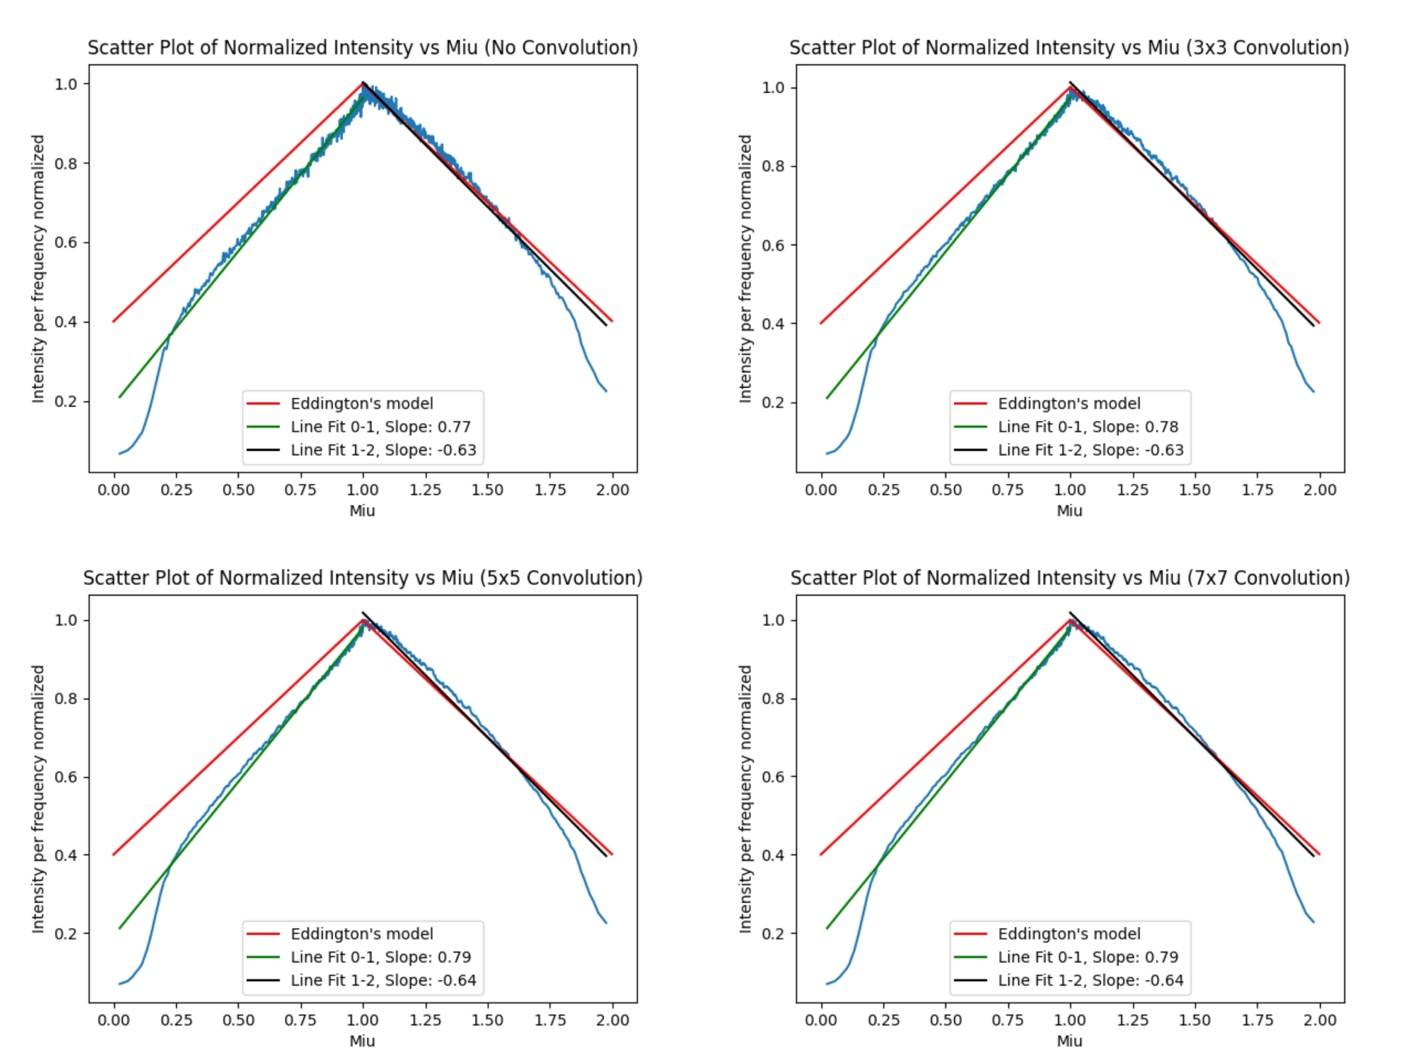 Scatter Plot of Normalized Intensity vs Miu (No Convolution)
Intensity per frequency normalized
1.0
0.8
0.6
0.4
0.2
Eddington's model
Line Fit 0-1, Slope: 0.77
Line Fit 1-2, Slope: -0.63
0.00 0.25 0.50 0.75 1.00 1.25 1.50 1.75 2.00
Miu
Scatter Plot of Normalized Intensity vs Miu (3x3 Convolution)
Intensity per frequency normalized
1.0
0.8
0.6
0.4
0.2
Eddington's model
Line Fit 0-1, Slope: 0.78
Line Fit 1-2, Slope: -0.63
0.00 0.25 0.50 0.75 1.00 1.25 1.50 1.75 2.00
Miu
Scatter Plot of Normalized Intensity vs Miu (5x5 Convolution)
Intensity per frequency normalized
1.0
0.8
0.6
0.4
0.2
Eddington's model
Line Fit 0-1, Slope: 0.79
Line Fit 1-2, Slope: -0.64
0.00 0.25 0.50 0.75 1.00 1.25 1.50 1.75 2.00
Miu
Scatter Plot of Normalized Intensity vs Miu (7x7 Convolution)
Intensity per frequency normalized
1.0
0.8
0.6
0.4
0.2
Eddington's model
Line Fit 0-1, Slope: 0.79
Line Fit 1-2, Slope: -0.64
0.00 0.25 0.50 0.75 1.00 1.25 1.50 1.75 2.00
Miu